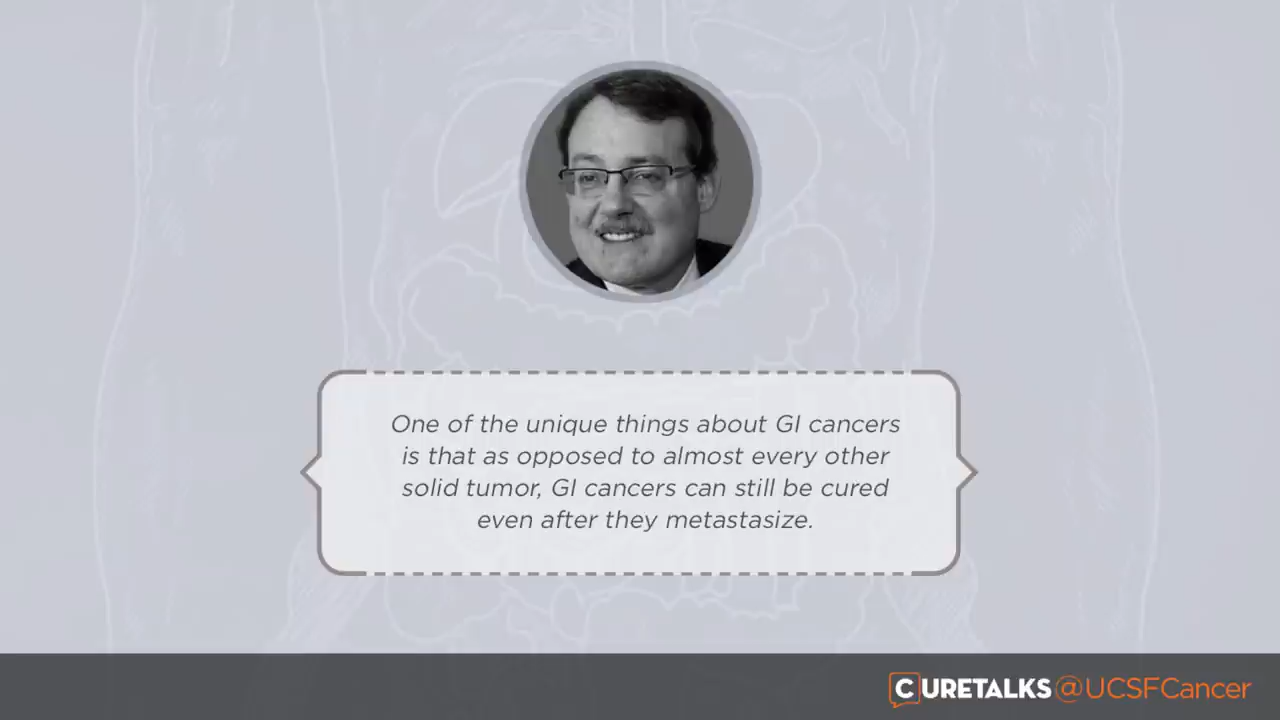 One of the unique things about GI cancers
is that as opposed to almost every other
solid tumor, GI cancers can still be cured
even after they metastasize.
CURETALKS @UCSFCancer